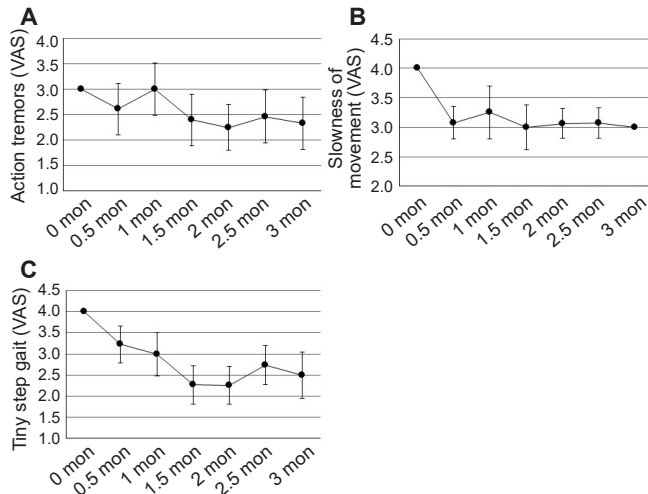 A
Action tremors (VAS)
4.0
3.5
3.0
2.5
2.0
1.5
1.0
0 mon
0.5 mon
1 mon
1.5 mon
2 mon
2.5 mon
3 mon
B
Slowness of
movement (VAS)
4.5
4.0
3.5
3.0
2.5
2.0
0 mon
0.5 mon
1 mon
1.5 mon
2 mon
2.5 mon
3 mon
C
Tiny step gait (VAS)
4.0
4.5
3.5
2.5
3.0
2.0
1.5
1.0
0 mon
0.5 mon
1 mon
1.5 mon
2 mon
2.5 mon
3 mon